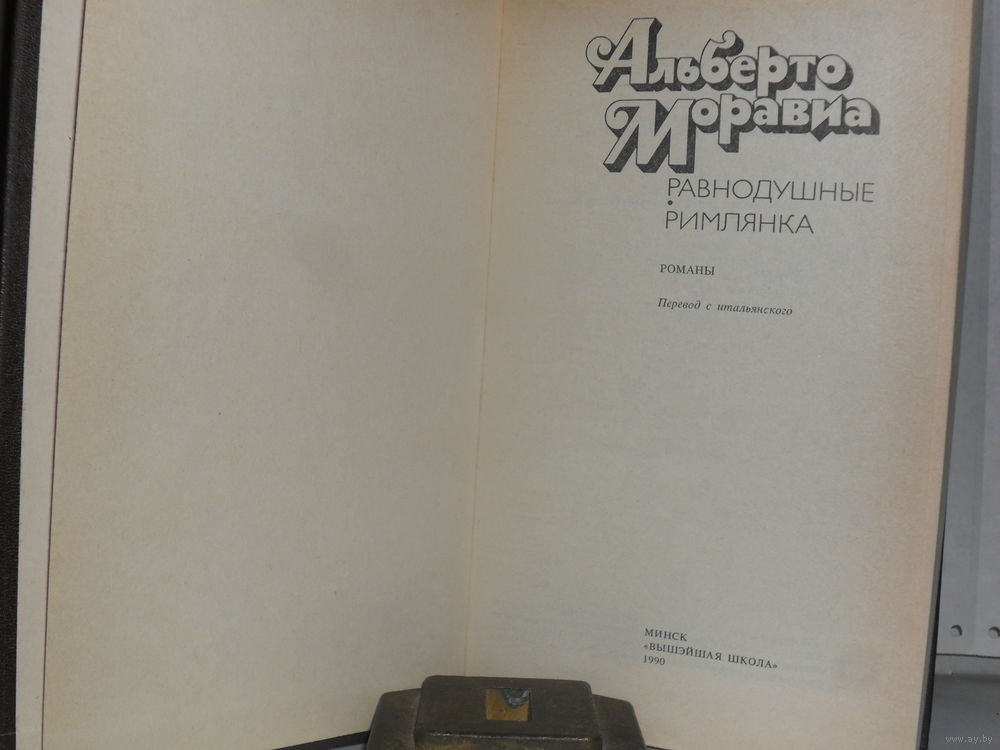 Альберто
Моравиа
РАВНОДУШНЫЕ
•
РИМЛЯНКА
РОМАНЫ
Перевод с итальянского
МИНСК
«ВЫШЭЙШАЯ ШКОЛА»
1990
www.ay.by